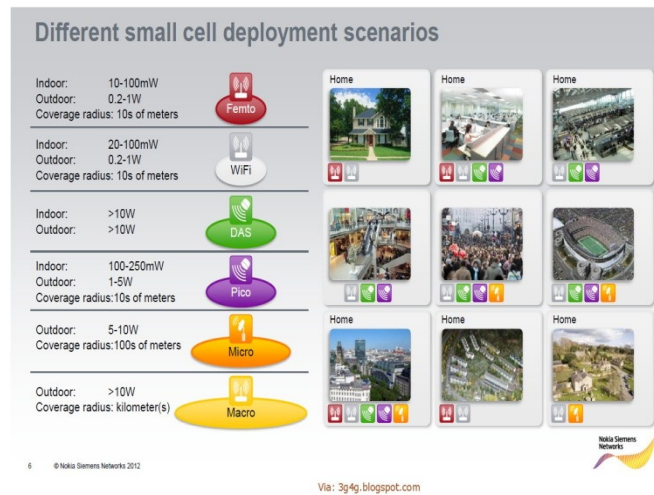 Different small cell deployment scenarios
Indoor: 10-100mW
Outdoor: 0.2-1W
Coverage radius: 10s of meters
Femto
Indoor: 20-100mW
Outdoor: 0.2-1W
Coverage radius: 10s of meters
WiFi
Indoor: >10W
Outdoor: >10W
DAS
Indoor: 100-250mW
Outdoor: 1-5W
Coverage radius:10s of meters
Pico
Outdoor: 5-10W
Coverage radius:100s of meters
Micro
Outdoor: >10W
Coverage radius: kilometer(s)
Macro
Home
Home
Home
Home
Home
Home
6 © Nokia Siemens Networks 2012
Nokia Siemens
Networks
Via: 3g4g.blogspot.com